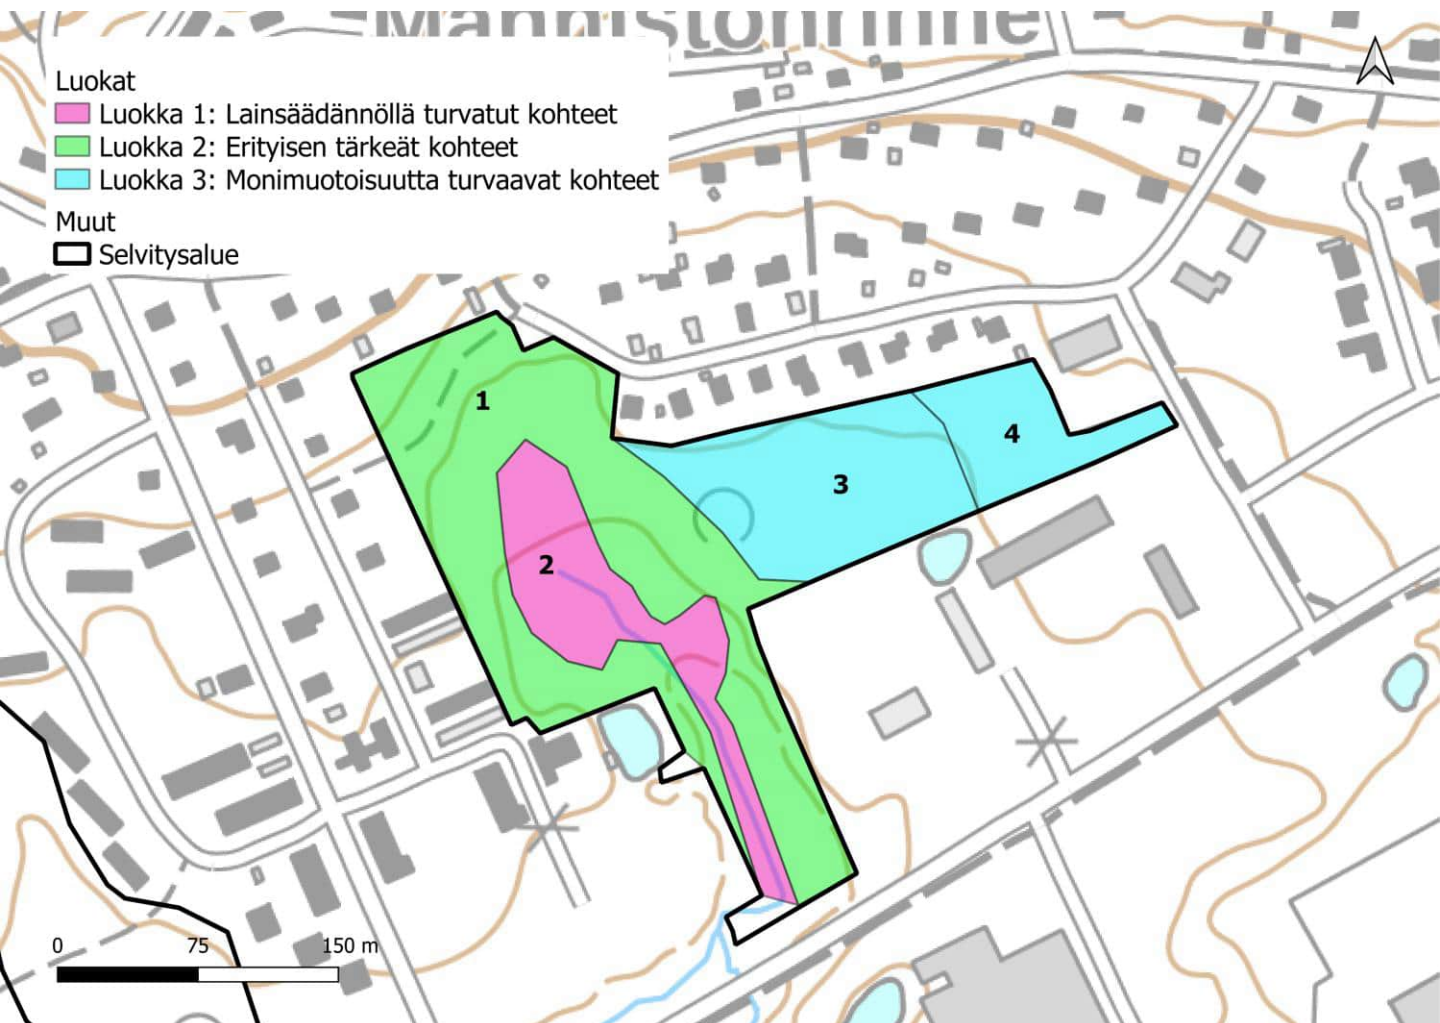 Männistönrinne
Luokat
Luokka 1: Lainsäädännöllä turvatut kohteet
Luokka 2: Erityisen tärkeät kohteet
Luokka 3: Monimuotoisuutta turvaavat kohteet
Muut
Selvitysalue
1
4
3
2
0 75 150 m